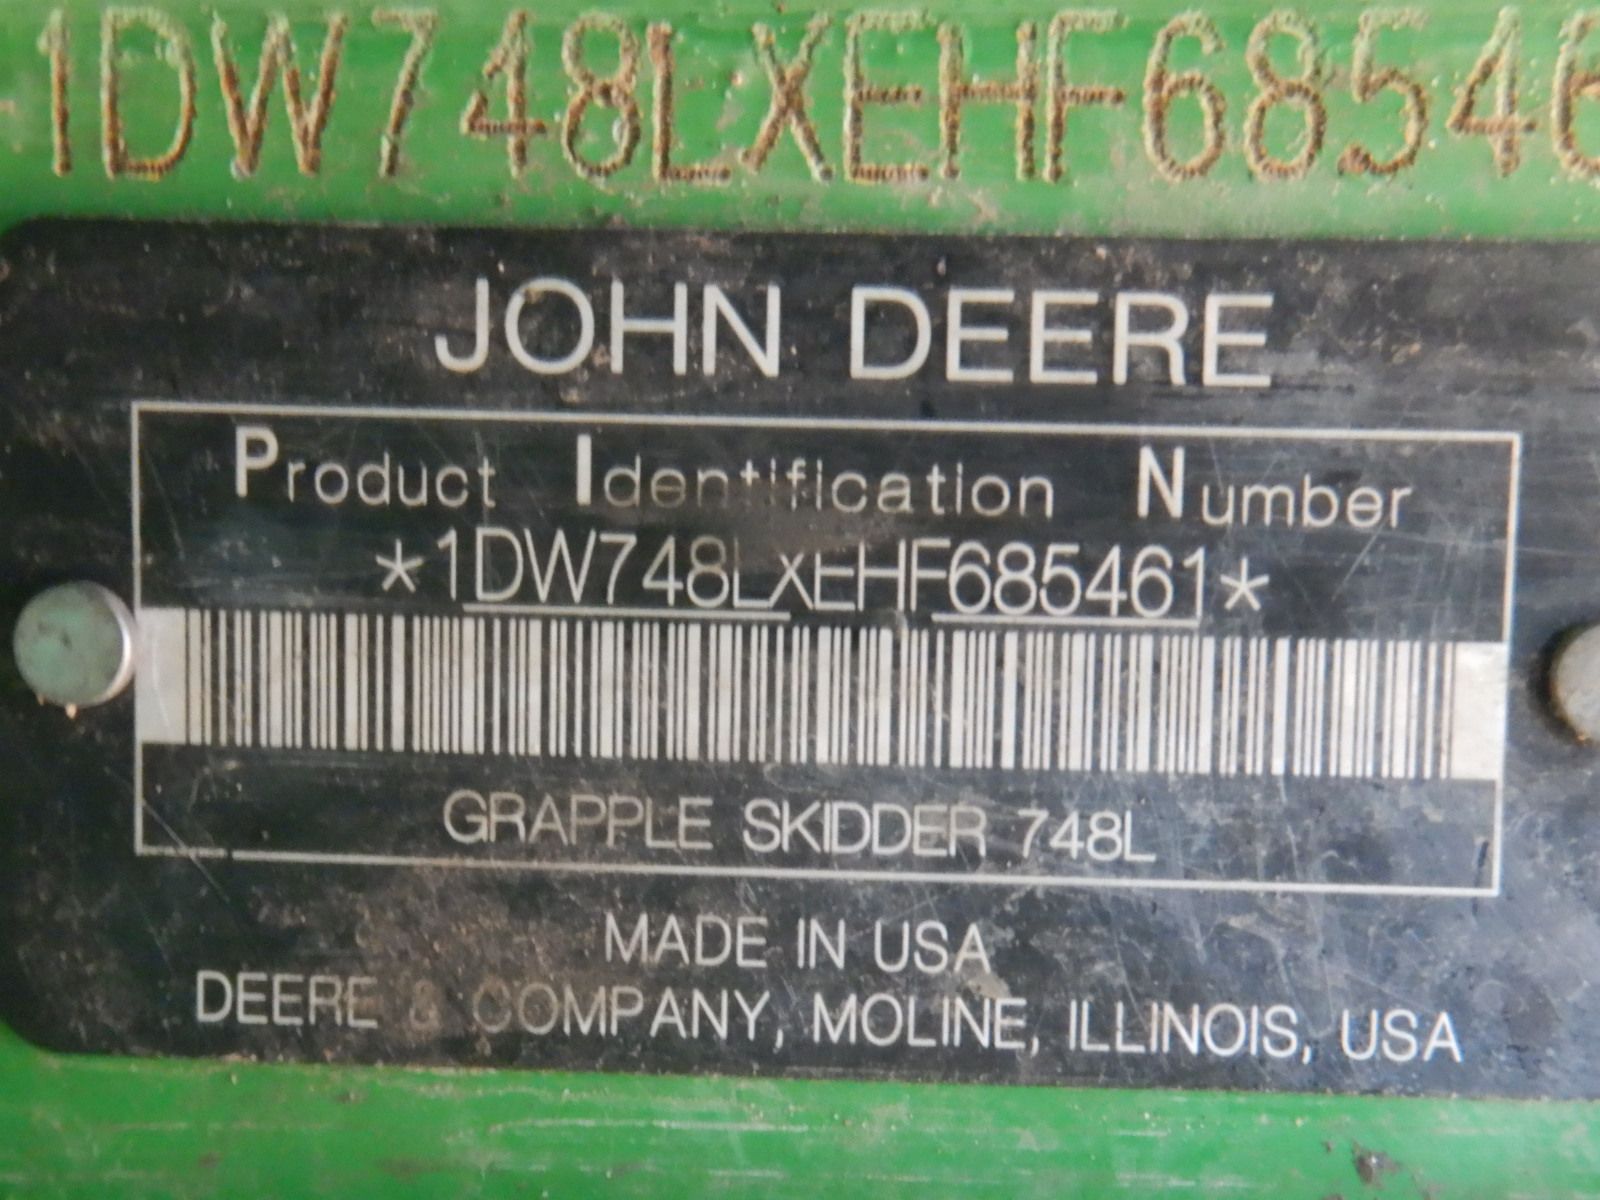 1DW748LXEHF68546
JOHN DEERE
Product Identification Number
*1DW748LXEHF685461*
GRAPPLE SKIDDER 748L
MADE IN USA
DEERE & COMPANY, MOLINE, ILLINOIS, USA